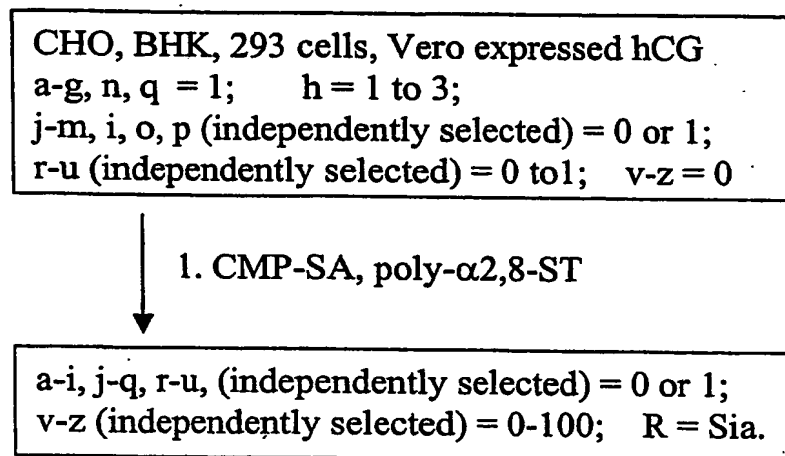 CHO, BHK, 293 cells, Vero expressed hCG
a-g, n, q = 1; h = 1 to 3;
j-m, i, o, p (independently selected) = 0 or 1;
r-u (independently selected) = 0 to1; v-z = 0
1. CMP-SA, poly-α2,8-ST
a-i, j-q, r-u, (independently selected) = 0 or 1;
v-z (independently selected) = 0-100; R = Sia.